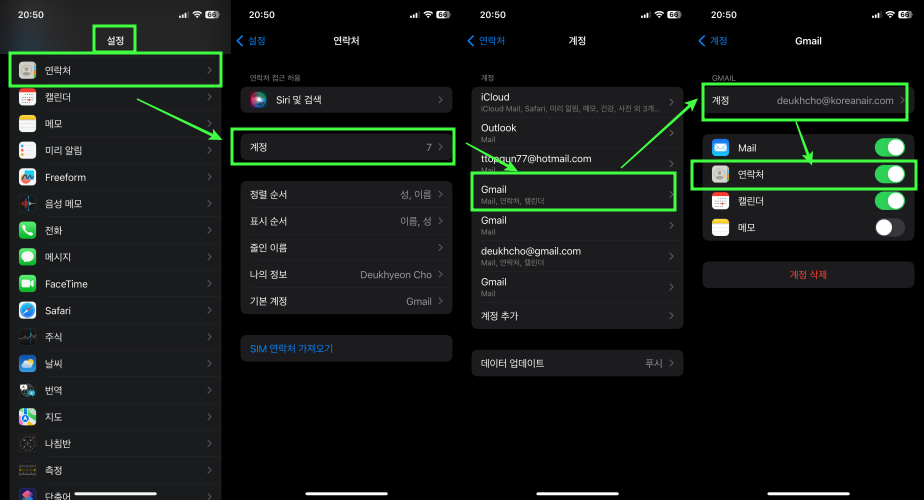 20:50
66
설정
연락처
캘린더
메모
미리 알림
Freeform
음성 메모
전화
메시지
FaceTime
Safari
주식
날씨
번역
지도
나침반
측정
단축어
20:50
66
설정
연락처
연락처 접근 허용
Siri 및 검색
계정 7
정렬 순서 성, 이름
표시 순서 이름, 성
줄인 이름
나의 정보 Deukhyeon Cho
기본 계정 Gmail
SIM 연락처 가져오기
20:50
66
연락처
계정
계정
iCloud
iCloud Mail, Safari, 미리 알림, 메모, 건강, 사진 외 3개...
Outlook
Mail
ttopgun77@hotmail.com
Mail
Gmail
Mail, 연락처, 캘린더
Gmail
Mail
deukhcho@gmail.com
Mail, 연락처, 캘린더
Gmail
Mail
계정 추가
데이터 업데이트 푸시
20:50
66
계정
Gmail
GMAIL
계정 deukhcho@koreanair.com
Mail
연락처
캘린더
메모
계정 삭제